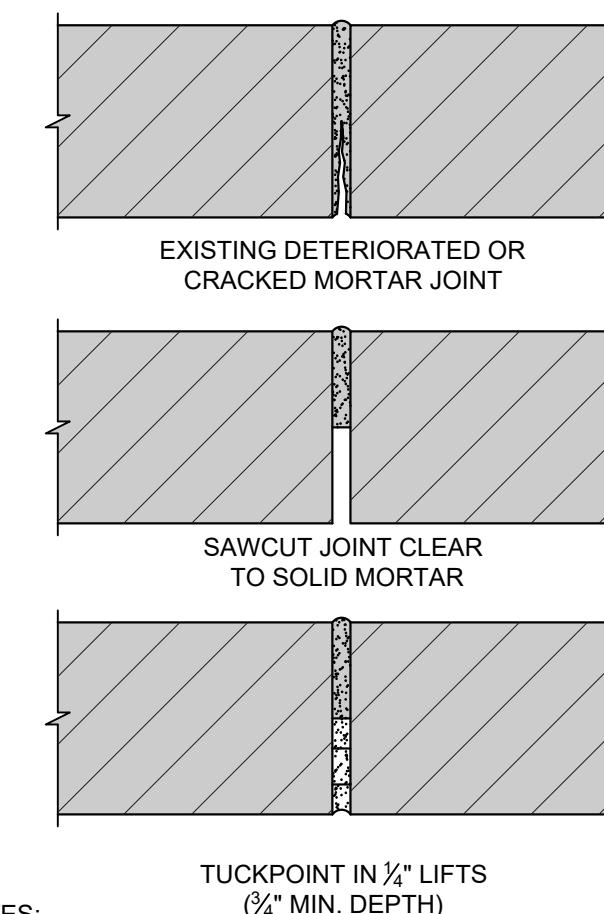 EXISTING DETERIORATED OR
CRACKED MORTAR JOINT
SAWCUT JOINT CLEAR
TO SOLID MORTAR
TUCKPOINT IN ¼" LIFTS
(¾" MIN. DEPTH)
ES: